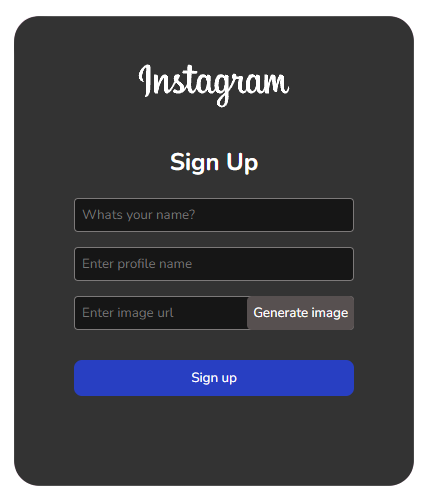 Instagram
Sign Up
Whats your name?
Enter profile name
Enter image url
Generate image
Sign up